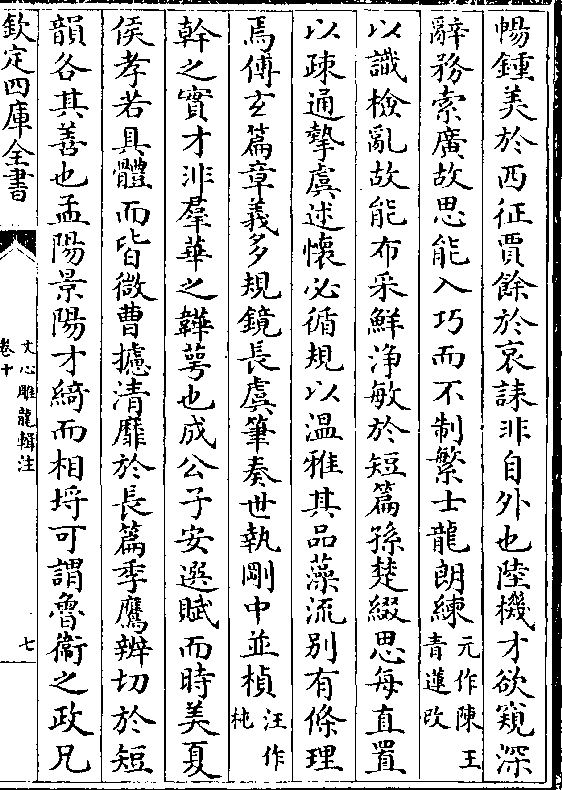 暢鍾美於西征賈餘於哀誄非自外也陸機才欲窺深
辭務索廣故思能入巧而不制繁士龍朗練元作陳王青蓮改
以識檢亂故能布采鮮淨敏於短篇孫楚綴思每直置
以疎通摯虞述懷必循規以溫雅其品藻流別有條理
焉傅玄篇章義多規鏡長虞筆奏世執剛中並楨汪作杶
幹之實才非羣華之韡萼也成公子安選賦而時美夏
侯孝若具體而皆微曹攄清靡於長篇季鷹辨切於短
韻各其善也孟陽景陽才綺而相埒可謂魯衞之政兄
欽定四庫全書
文心雕龍輯注
卷十
七